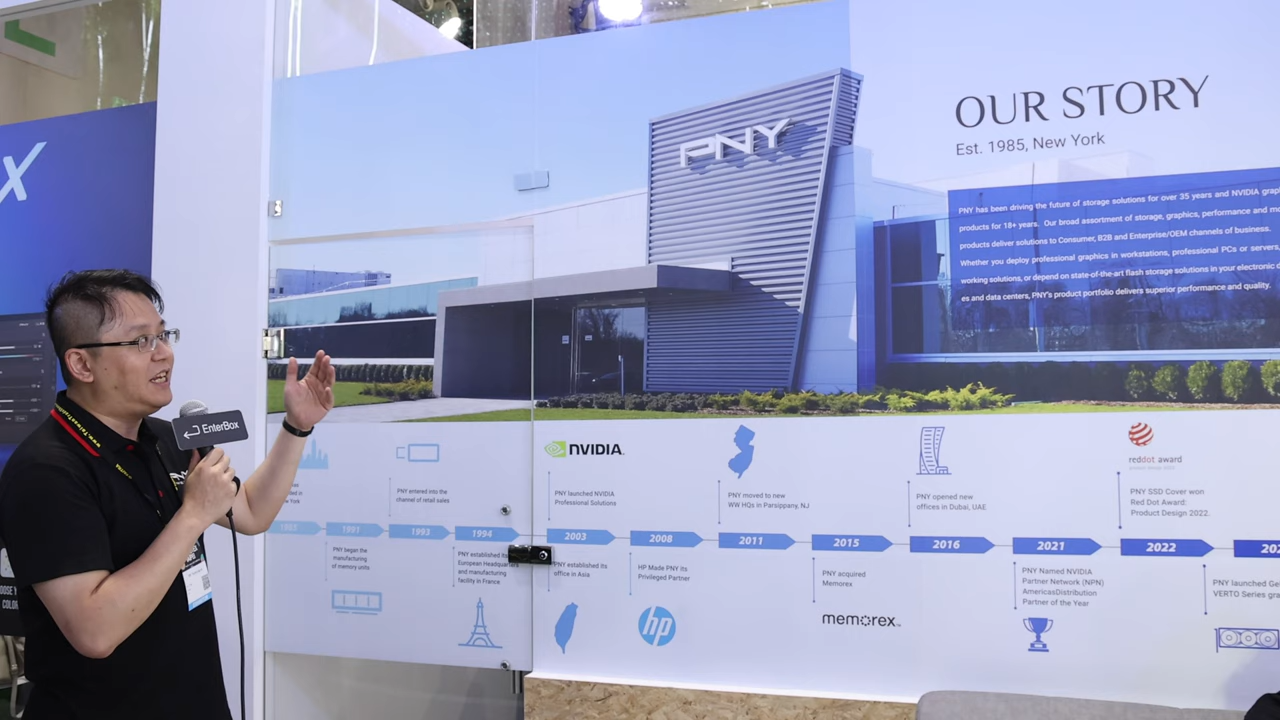 X
PNY
OUR STORY
Est. 1985, New York
PNY has been driving the future of storage solutions for over 35 years and NVIDIA grap
products for 18+ years. Our broad assortment of storage, graphics, performance and mo
products deliver solutions to Consumer, B2B and Enterprise/OEM channels of business.
Whether you deploy professional graphics in workstations, professional PCs or servers,
working solutions, or depend on state-of-the-art flash storage solutions in your electronic d
es and data centers, PNY's product portfolio delivers superior performance and quality.
EnterBox
PNY entered into the
channel of retail sales
NVIDIA
PNY launched NVIDIA
Professional Solutions
PNY moved to new
WW HQs in Parsippany, NJ
PNY opened new
offices in Dubai, UAE
reddot award
product design 2022
PNY SSD Cover won
Red Dot Award:
Product Design 2022.
1985 1991 1993 1994 2003 2008 2011 2015 2016 2021 2022
PNY began the
manufacturing
of memory units
PNY established its
European Headquarters
and manufacturing
facility in France
PNY established its
office in Asia
HP Made PNY its
Privileged Partner
hp
PNY acquired
Memorex
memorex™
PNY Named NVIDIA
Partner Network (NPN)
AmericasDistribution
Partner of the Year
PNY launched Ge
VERTO Series gra